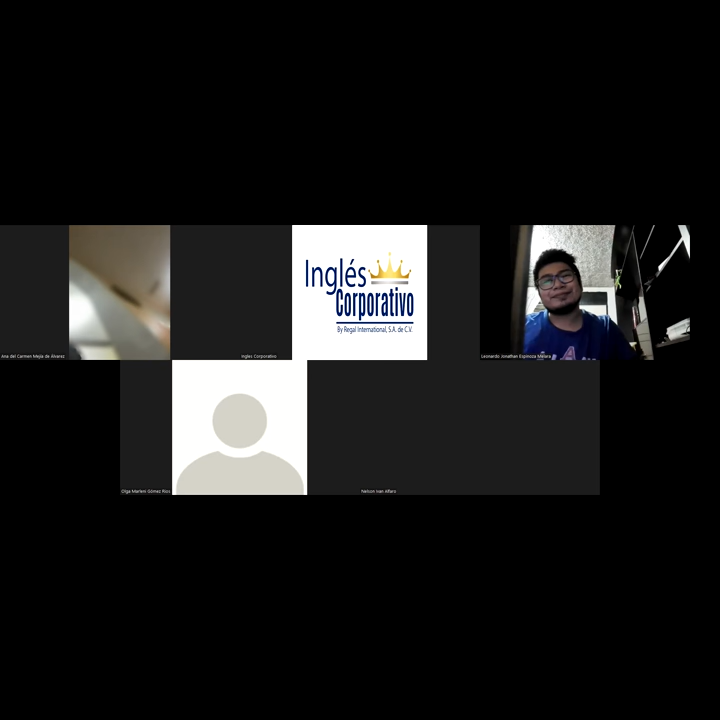 Inglés
Corporativo
By Regal International, S.A. de C.V.
Ana del Carmen Mejía de Álvarez
Ingles Corporativo
Leonardo Jonathan Espinoza Melara
LA
Olga Marleni Gómez Ríos
Nelson Ivan Alfaro